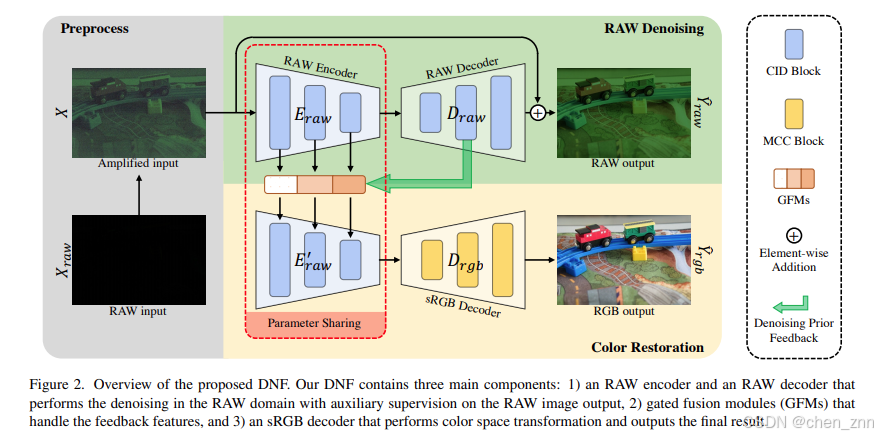 Preprocess
RAW Denoising
RAW Encoder
RAW Decoder
CID Block
X
E_raw
D_raw
Ŷ_raw
Amplified input
RAW output
MCC Block
GFMs
X_raw
E'_raw
D_rgb
Ŷ_rgb
Element-wise
Addition
RAW input
sRGB Decoder
RGB output
Parameter Sharing
Denoising Prior
Feedback
Color Restoration
Figure 2. Overview of the proposed DNF. Our DNF contains three main components: 1) an RAW encoder and an RAW decoder that
performs the denoising in the RAW domain with auxiliary supervision on the RAW image output, 2) gated fusion modules (GFMs) that
handle the feedback features, and 3) an sRGB decoder that performs color space transformation and outputs the final result.
CSDN @chen_znn